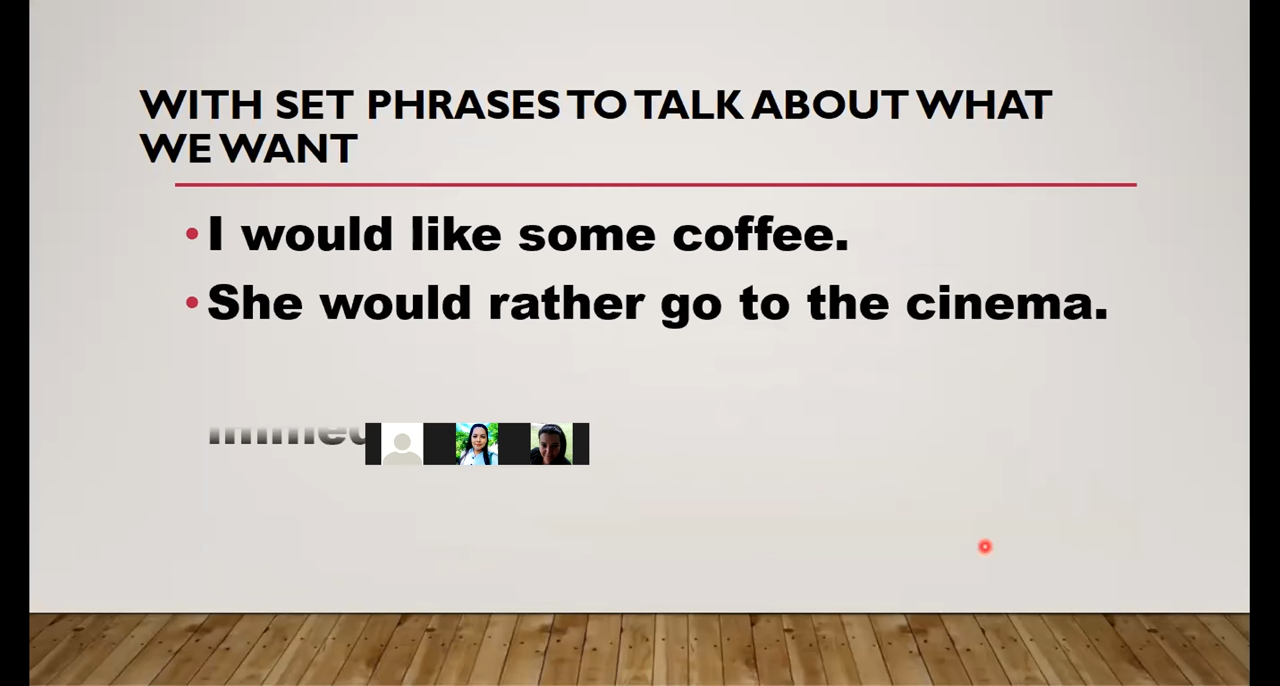 WITH SET PHRASES TO TALK ABOUT WHAT
WE WANT
• I would like some coffee.
• She would rather go to the cinema.